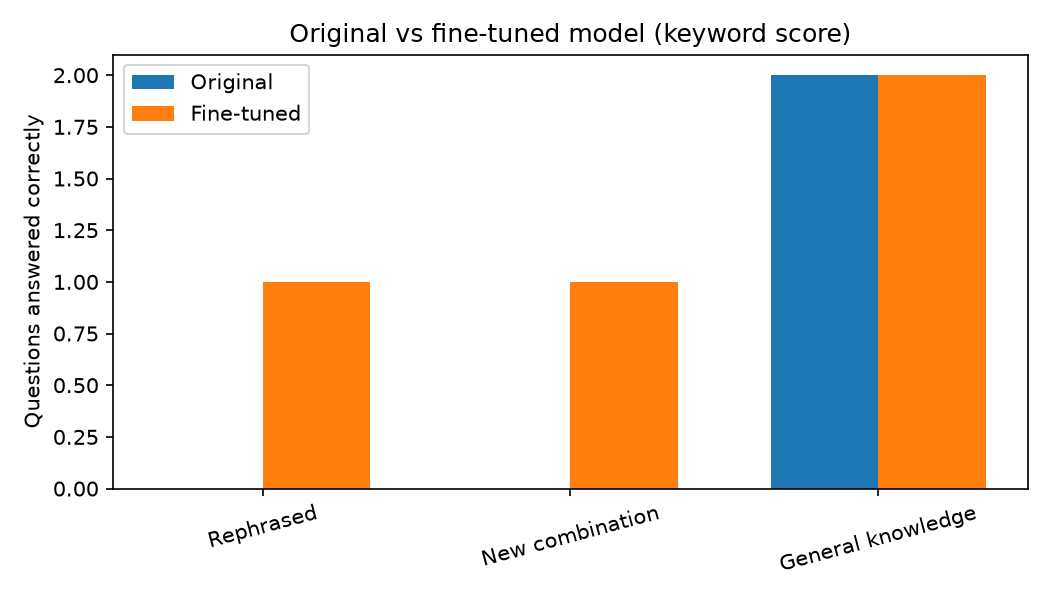 Original vs fine-tuned model (keyword score)
Original
Fine-tuned
Questions answered correctly
2.00
1.75
1.50
1.25
1.00
0.75
0.50
0.25
0.00
Rephrased
New combination
General knowledge